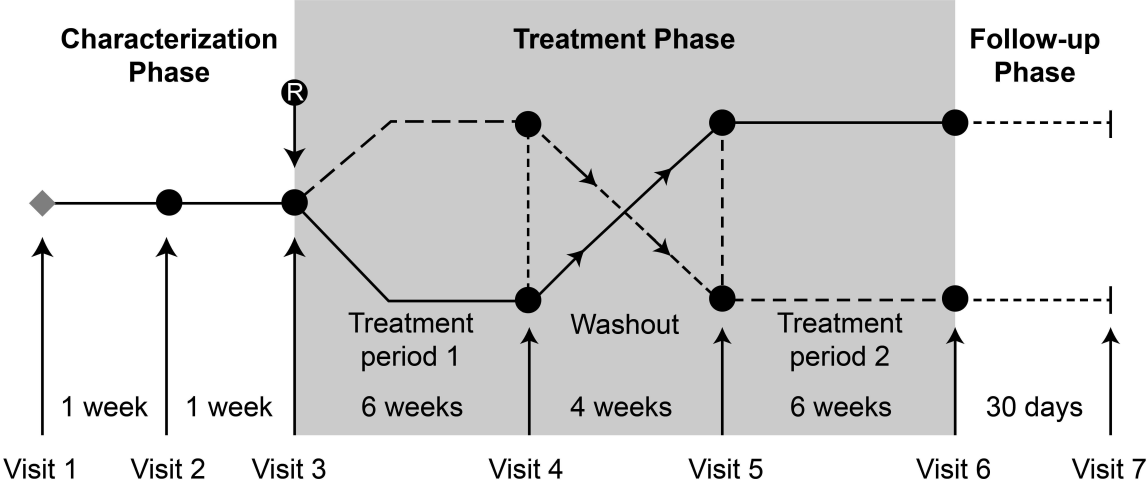 Characterization
Phase
Treatment Phase
Follow-up
Phase
R
Treatment
period 1
Washout
Treatment
period 2
1 week
1 week
6 weeks
4 weeks
6 weeks
30 days
Visit 1
Visit 2
Visit 3
Visit 4
Visit 5
Visit 6
Visit 7